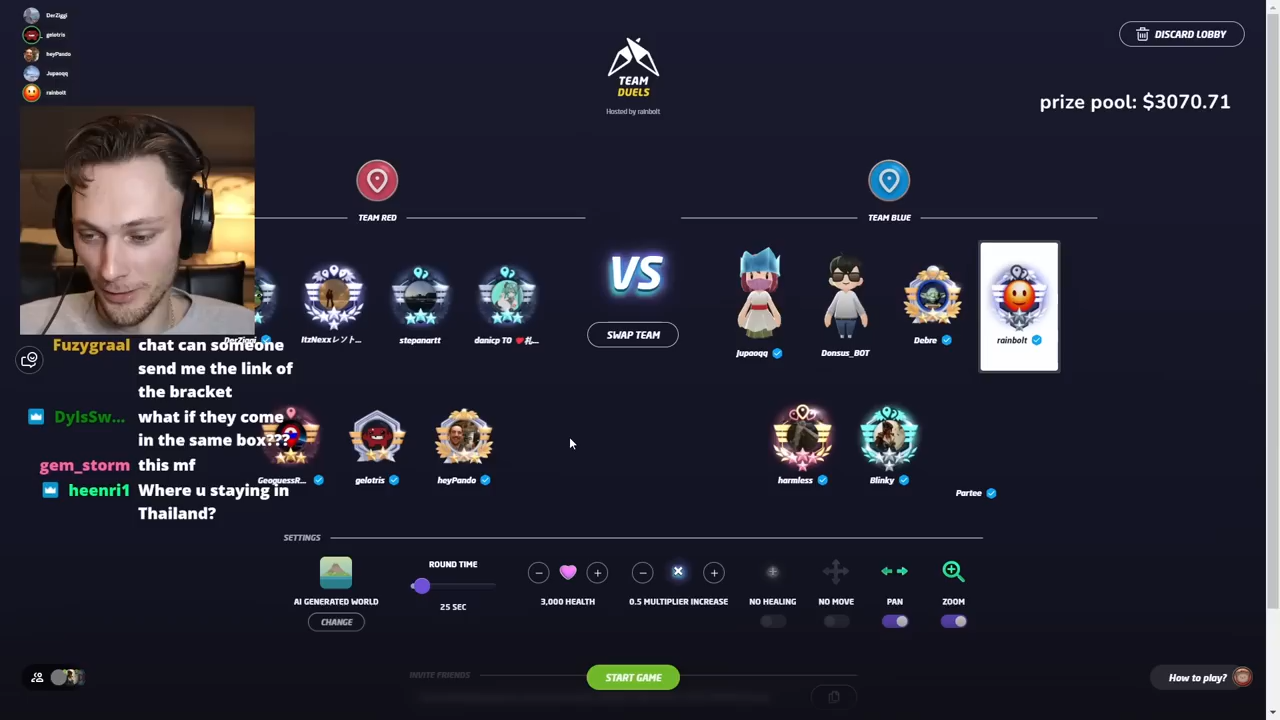 DerZiggi
gelotris
heyPando
Jupaoqq
rainbolt
TEAM
DUELS
Hosted by rainbolt
DISCARD LOBBY
prize pool: $3070.71
TEAM RED
TEAM BLUE
VS
SWAP TEAM
DerZiggi
stepanartt
Jupaoqq
Donsus_BOT
Debre
rainbolt
Fuzygraal chat can someone
send me the link of
the bracket
DylsSw... what if they come
in the same box???
gem_storm this mf
heenri1 Where u staying in
Thailand?
GeoguessR...
gelotris
heyPando
harmless
Blinky
Partee
SETTINGS
AI GENERATED WORLD
CHANGE
ROUND TIME
25 SEC
3,000 HEALTH
0.5 MULTIPLIER INCREASE
NO HEALING
NO MOVE
PAN
ZOOM
INVITE FRIENDS
START GAME
How to play?